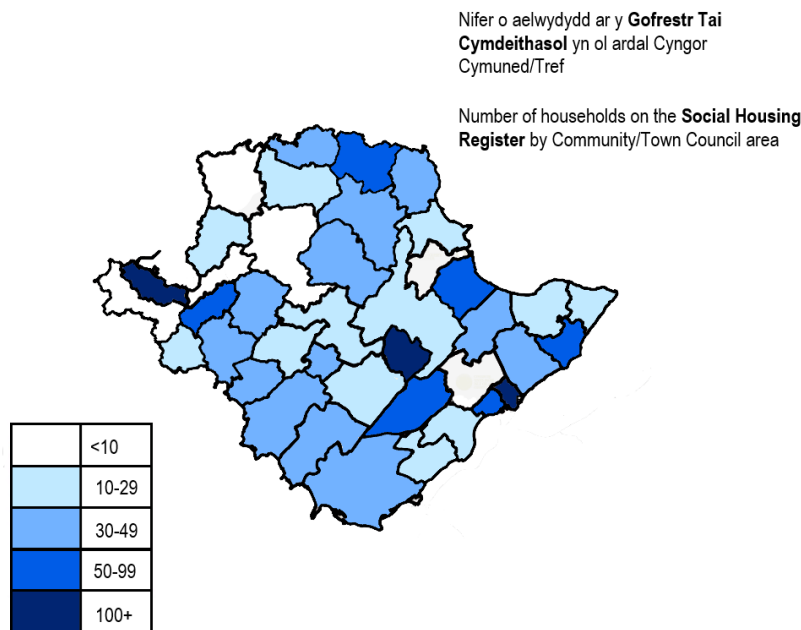 Nifer o aelwydydd ar y Gofrestr Tai
Cymdeithasol yn ol ardal Cyngor
Cymuned/Tref
Number of households on the Social Housing
Register by Community/Town Council area
<10
10-29
30-49
50-99
100+